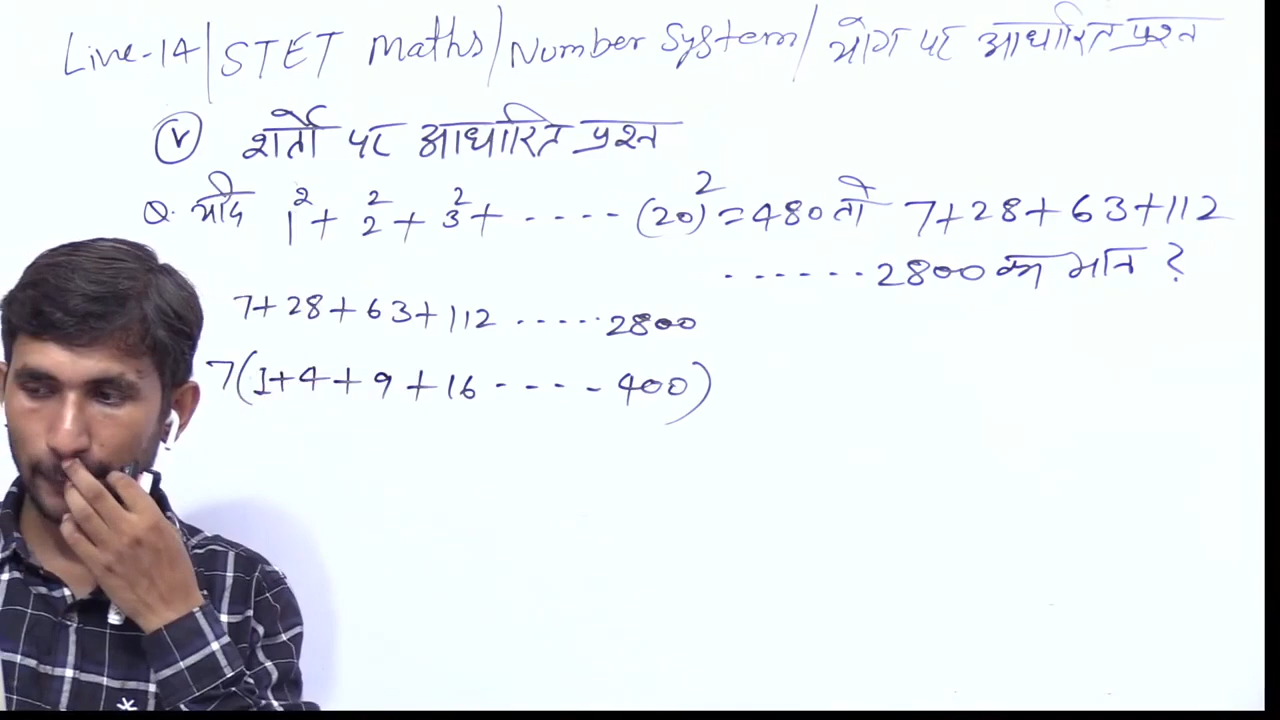 Live-14/STET Maths/Number System/योग पर आधारित प्रश्न
(v) शर्तो पर आधारित प्रश्न
Q. यदि 1² + 2² + 3² + ---- (20)² = 480 तो 7+28+63+112
....... 2800 का मान ?
7+28+63+112 ..... 2800
7(1+4+9+16 ---- 400)